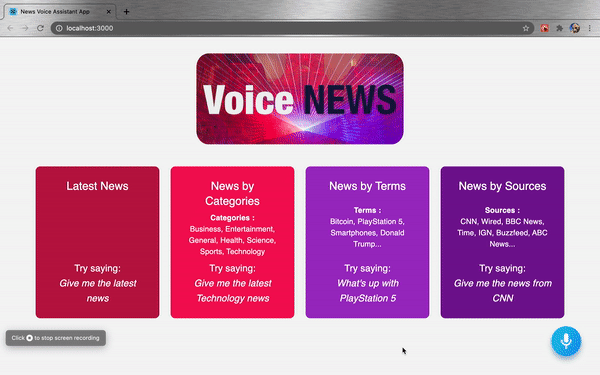 News Voice Assistant App
localhost:3000
Voice NEWS
Latest News
Try saying:
Give me the latest
news
News by
Categories
Categories :
Business, Entertainment,
General, Health, Science,
Sports, Technology
Try saying:
Give me the latest
Technology news
News by Terms
Terms :
Bitcoin, PlayStation 5,
Smartphones, Donald
Trump...
Try saying:
What's up with
PlayStation 5
News by Sources
Sources :
CNN, Wired, BBC News,
Time, IGN, Buzzfeed, ABC
News...
Try saying:
Give me the news from
CNN
Click to stop screen recording